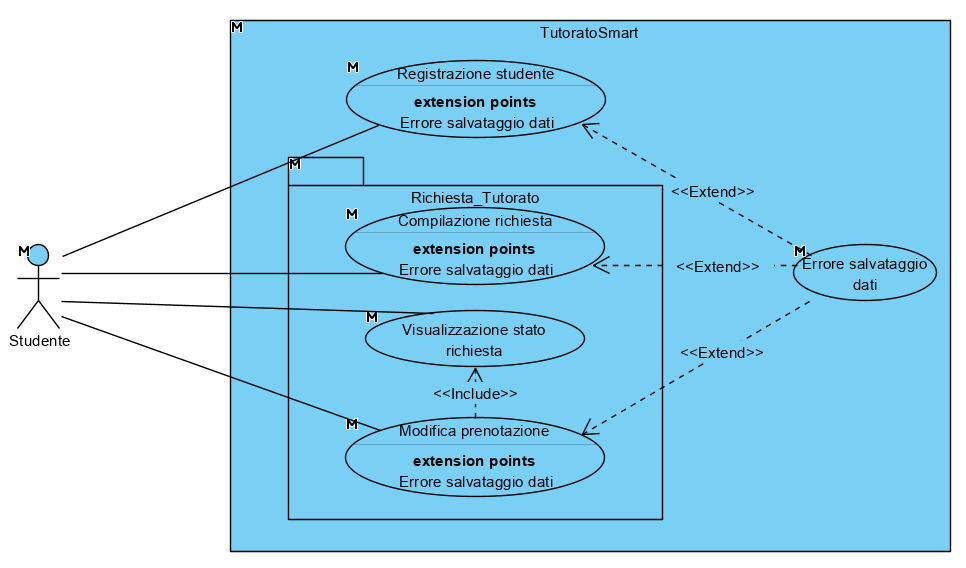 TutoratoSmart
Registrazione studente
extension points
Errore salvataggio dati
<<Extend>>
Richiesta_Tutorato
Compilazione richiesta
extension points
Errore salvataggio dati
<<Extend>>
Errore salvataggio
dati
Studente
Visualizzazione stato
richiesta
<<Extend>>
<<Include>>
Modifica prenotazione
extension points
Errore salvataggio dati
M
M
M
M
M
M
M
M